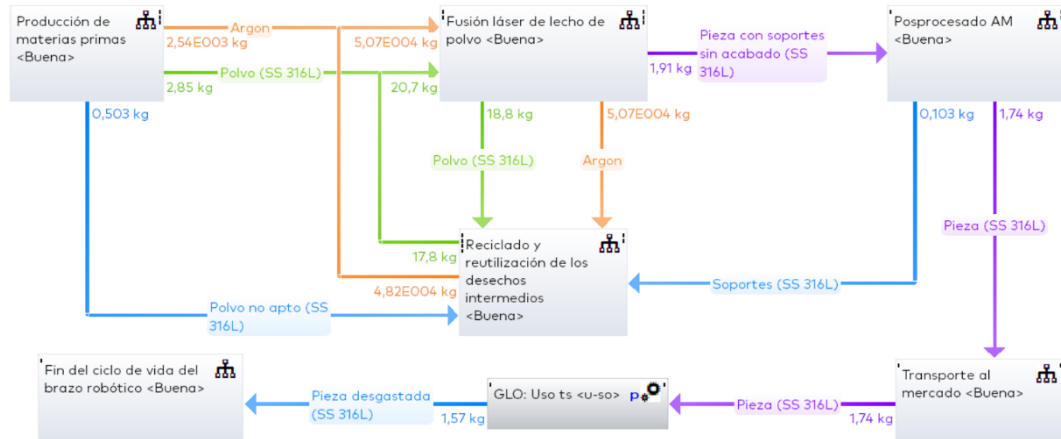 Producción de
materias primas
<Buena>
Argon
2,54E003 kg
5,07E004 kg
Polvo (SS 316L)
2,85 kg
20,7 kg
Fusión láser de lecho de
polvo <Buena>
Pieza con soportes
sin acabado (SS
316L)
1,91 kg
Posprocesado AM
<Buena>
0,503 kg
18,8 kg
5,07E004 kg
0,103 kg
1,74 kg
Polvo (SS 316L)
Argon
Pieza (SS 316L)
Reciclado y
reutilización de los
desechos
intermedios
<Buena>
17,8 kg
4,82E004 kg
Polvo no apto (SS
316L)
Soportes (SS 316L)
Fin del ciclo de vida del
brazo robótico <Buena>
Pieza desgastada
(SS 316L)
1,57 kg
GLO: Uso ts <u-so>
p
Pieza (SS 316L)
1,74 kg
Transporte al
mercado <Buena>